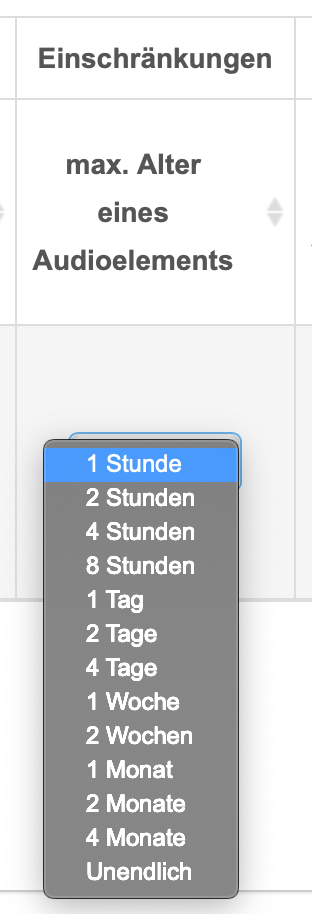 Einschränkungen
max. Alter
eines
Audioelements
1 Stunde
2 Stunden
4 Stunden
8 Stunden
1 Tag
2 Tage
4 Tage
1 Woche
2 Wochen
1 Monat
2 Monate
4 Monate
Unendlich